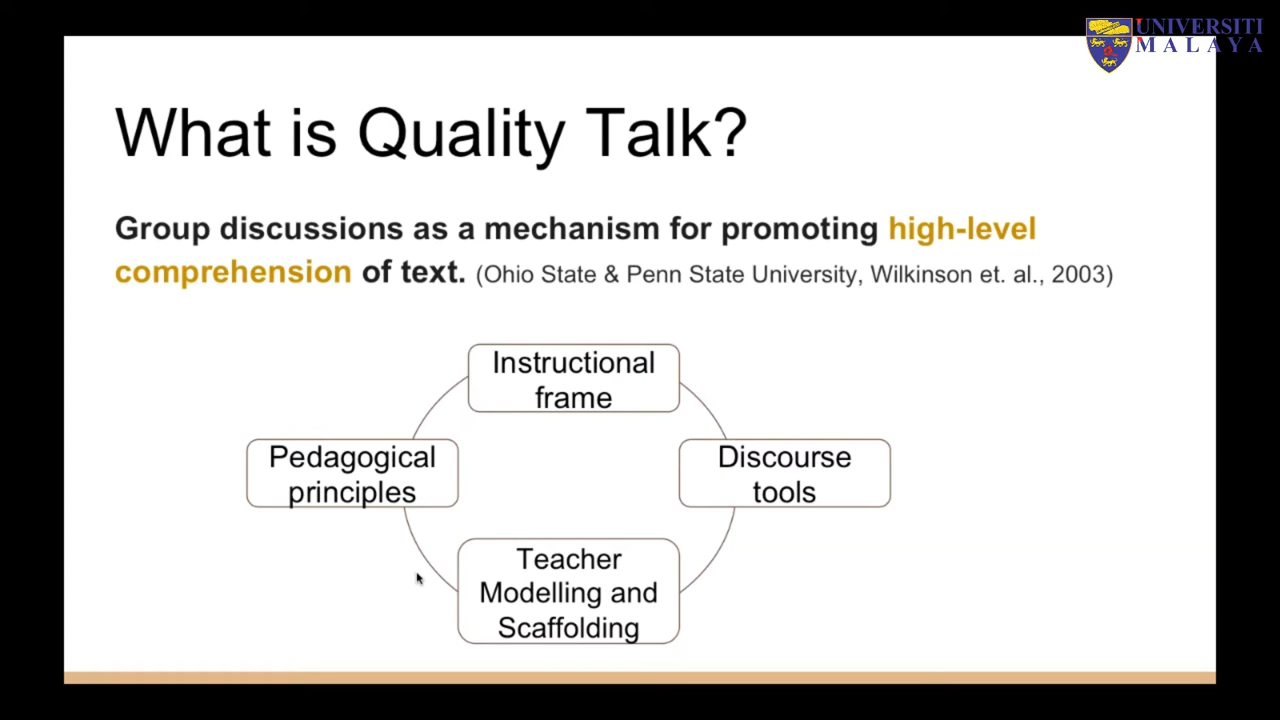 UNIVERSITI
MALAYA
What is Quality Talk?
Group discussions as a mechanism for promoting high-level
comprehension of text. (Ohio State & Penn State University, Wilkinson et. al., 2003)
Instructional
frame
Pedagogical
principles
Discourse
tools
Teacher
Modelling and
Scaffolding